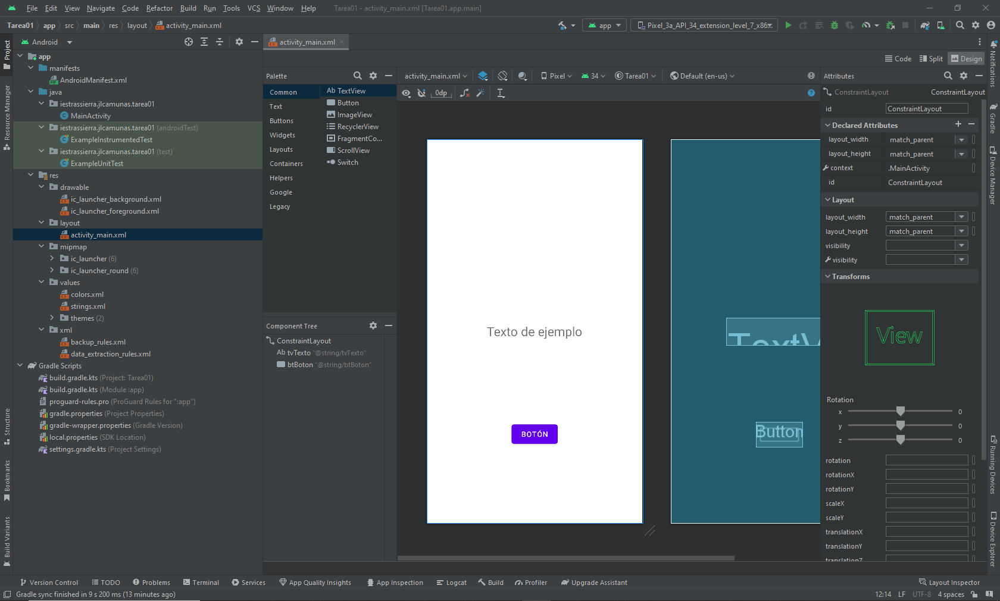 File Edit View Navigate Code Refactor Build Run Tools VCS Window Help Tarea01 - activity_main.xml [Tarea01.app.main]
Tarea01 app src main res layout activity_main.xml app Pixel_3a_API_34_extension_level_7_x86...
Project
Resource Manager
Structure
Bookmarks
Build Variants
Android
app
manifests
AndroidManifest.xml
java
iestrassierra.jlcamunas.tarea01
MainActivity
iestrassierra.jlcamunas.tarea01 (androidTest)
ExampleInstrumentedTest
iestrassierra.jlcamunas.tarea01 (test)
ExampleUnitTest
res
drawable
ic_launcher_background.xml
ic_launcher_foreground.xml
layout
activity_main.xml
mipmap
ic_launcher (6)
ic_launcher_round (6)
values
colors.xml
strings.xml
themes (2)
xml
backup_rules.xml
data_extraction_rules.xml
Gradle Scripts
build.gradle.kts (Project: Tarea01)
build.gradle.kts (Module :app)
proguard-rules.pro (ProGuard Rules for ":app")
gradle.properties (Project Properties)
gradle-wrapper.properties (Gradle Version)
local.properties (SDK Location)
settings.gradle.kts (Project Settings)
activity_main.xml
Code Split Design
Palette
Common
Text
Buttons
Widgets
Layouts
Containers
Helpers
Google
Legacy
Ab TextView
Button
ImageView
RecyclerView
FragmentCo...
ScrollView
Switch
Component Tree
ConstraintLayout
Ab tvTexto "@string/tvTexto"
btBoton "@string/btBoton"
activity_main.xml Pixel 34 Tarea01 Default (en-us)
0dp
Texto de ejemplo
BOTÓN
TextV
Button
Attributes
ConstraintLayout ConstraintLayout
id ConstraintLayout
Declared Attributes
layout_width match_parent
layout_height match_parent
context .MainActivity
id ConstraintLayout
Layout
layout_width match_parent
layout_height match_parent
visibility
visibility
Transforms
View
Rotation
x 0
y 0
z 0
rotation
rotationX
rotationY
scaleX
scaleY
translationX
translationY
translationZ
Notifications
Gradle
Device Manager
Running Devices
Device Explorer
Version Control TODO Problems Terminal Services App Quality Insights App Inspection Logcat Build Profiler Upgrade Assistant Layout Inspector
Gradle sync finished in 9 s 200 ms (13 minutes ago) 12:14 LF UTF-8 4 spaces